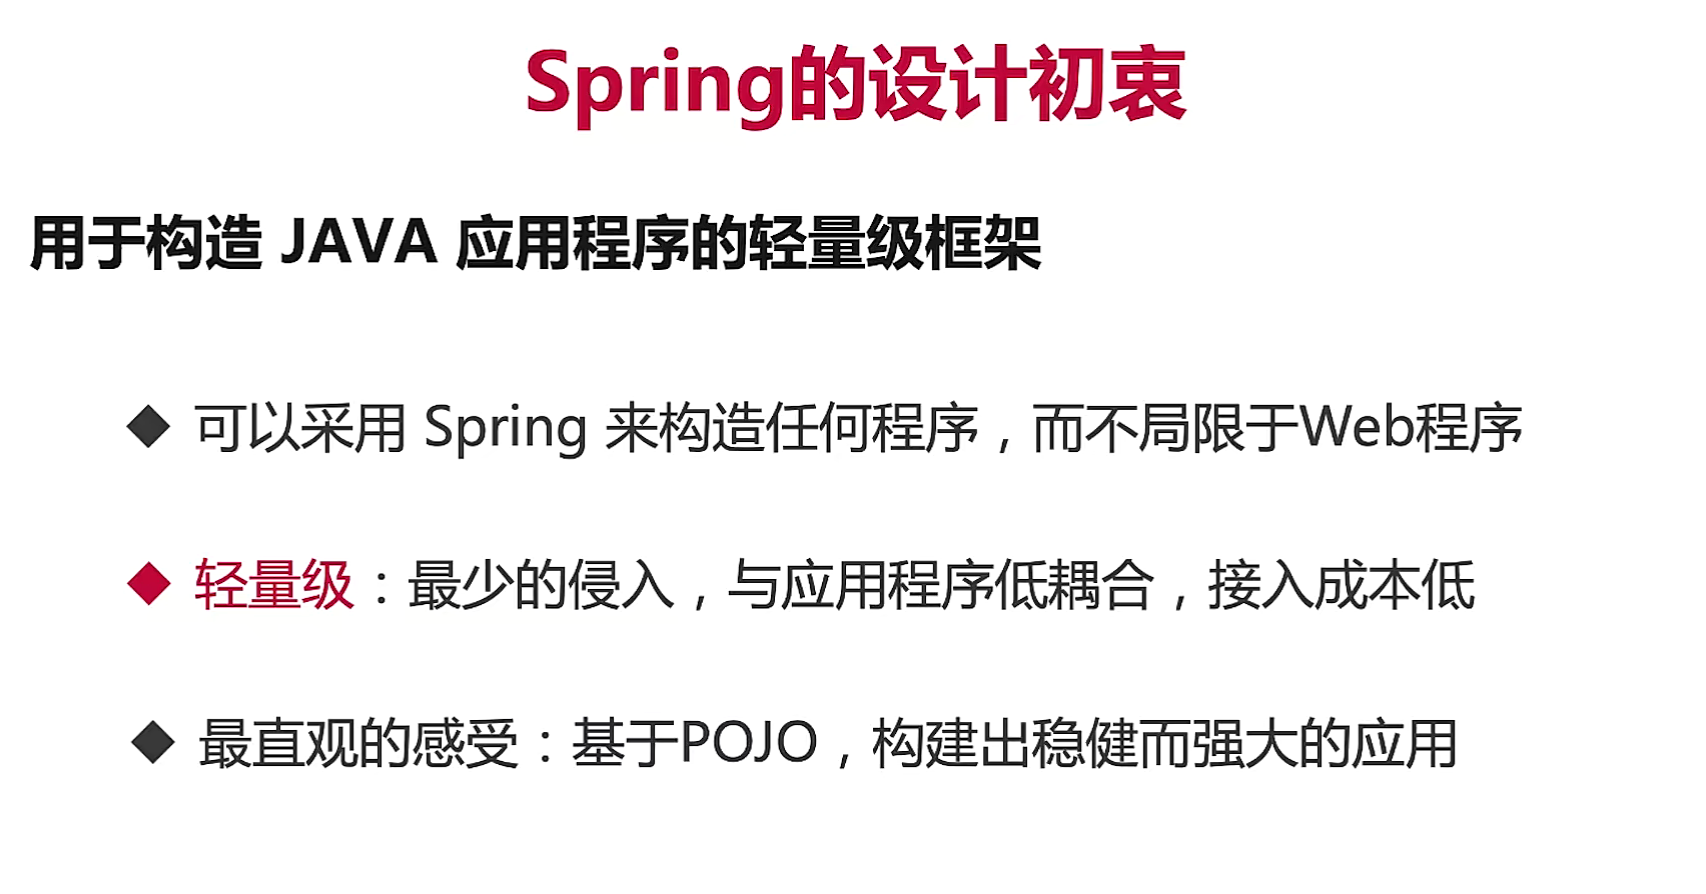 Spring的设计初衷
用于构造 JAVA 应用程序的轻量级框架
◆ 可以采用 Spring 来构造任何程序，而不局限于Web程序
◆ 轻量级：最少的侵入，与应用程序低耦合，接入成本低
◆ 最直观的感受：基于POJO，构建出稳健而强大的应用